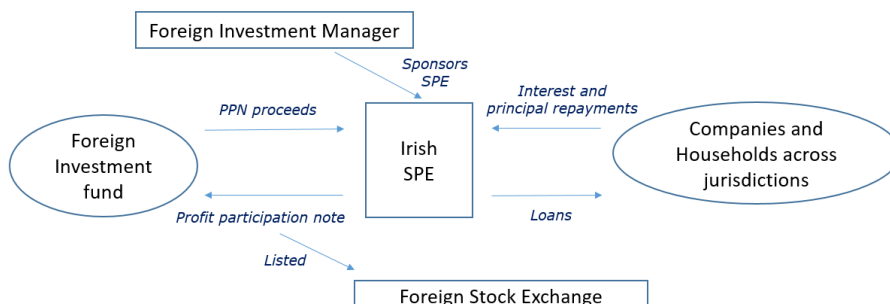 Foreign Investment Manager
Sponsors
SPE
PPN proceeds
Interest and
principal repayments
Foreign
Investment
fund
Irish
SPE
Companies and
Households across
jurisdictions
Profit participation note
Loans
Listed
Foreign Stock Exchange